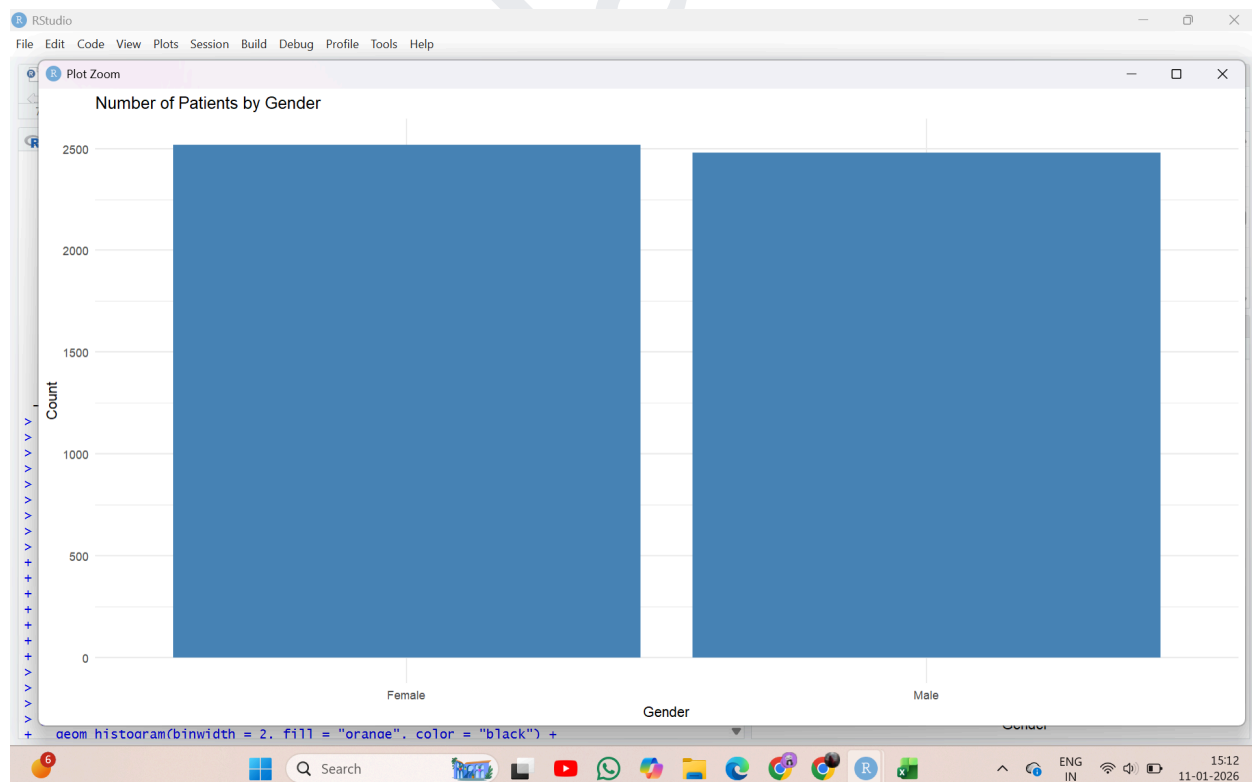 RStudio
File Edit Code View Plots Session Build Debug Profile Tools Help
Plot Zoom
Number of Patients by Gender
2500
2000
1500
1000
500
0
Count
Female Male
Gender
>
>
>
>
>
>
>
>
>
+
+
+
+
+
+
+
>
>
>
>
+ geom_histogram(binwidth = 2, fill = "orange", color = "black") +
6
Search
ENG
IN
15:12
11-01-2026